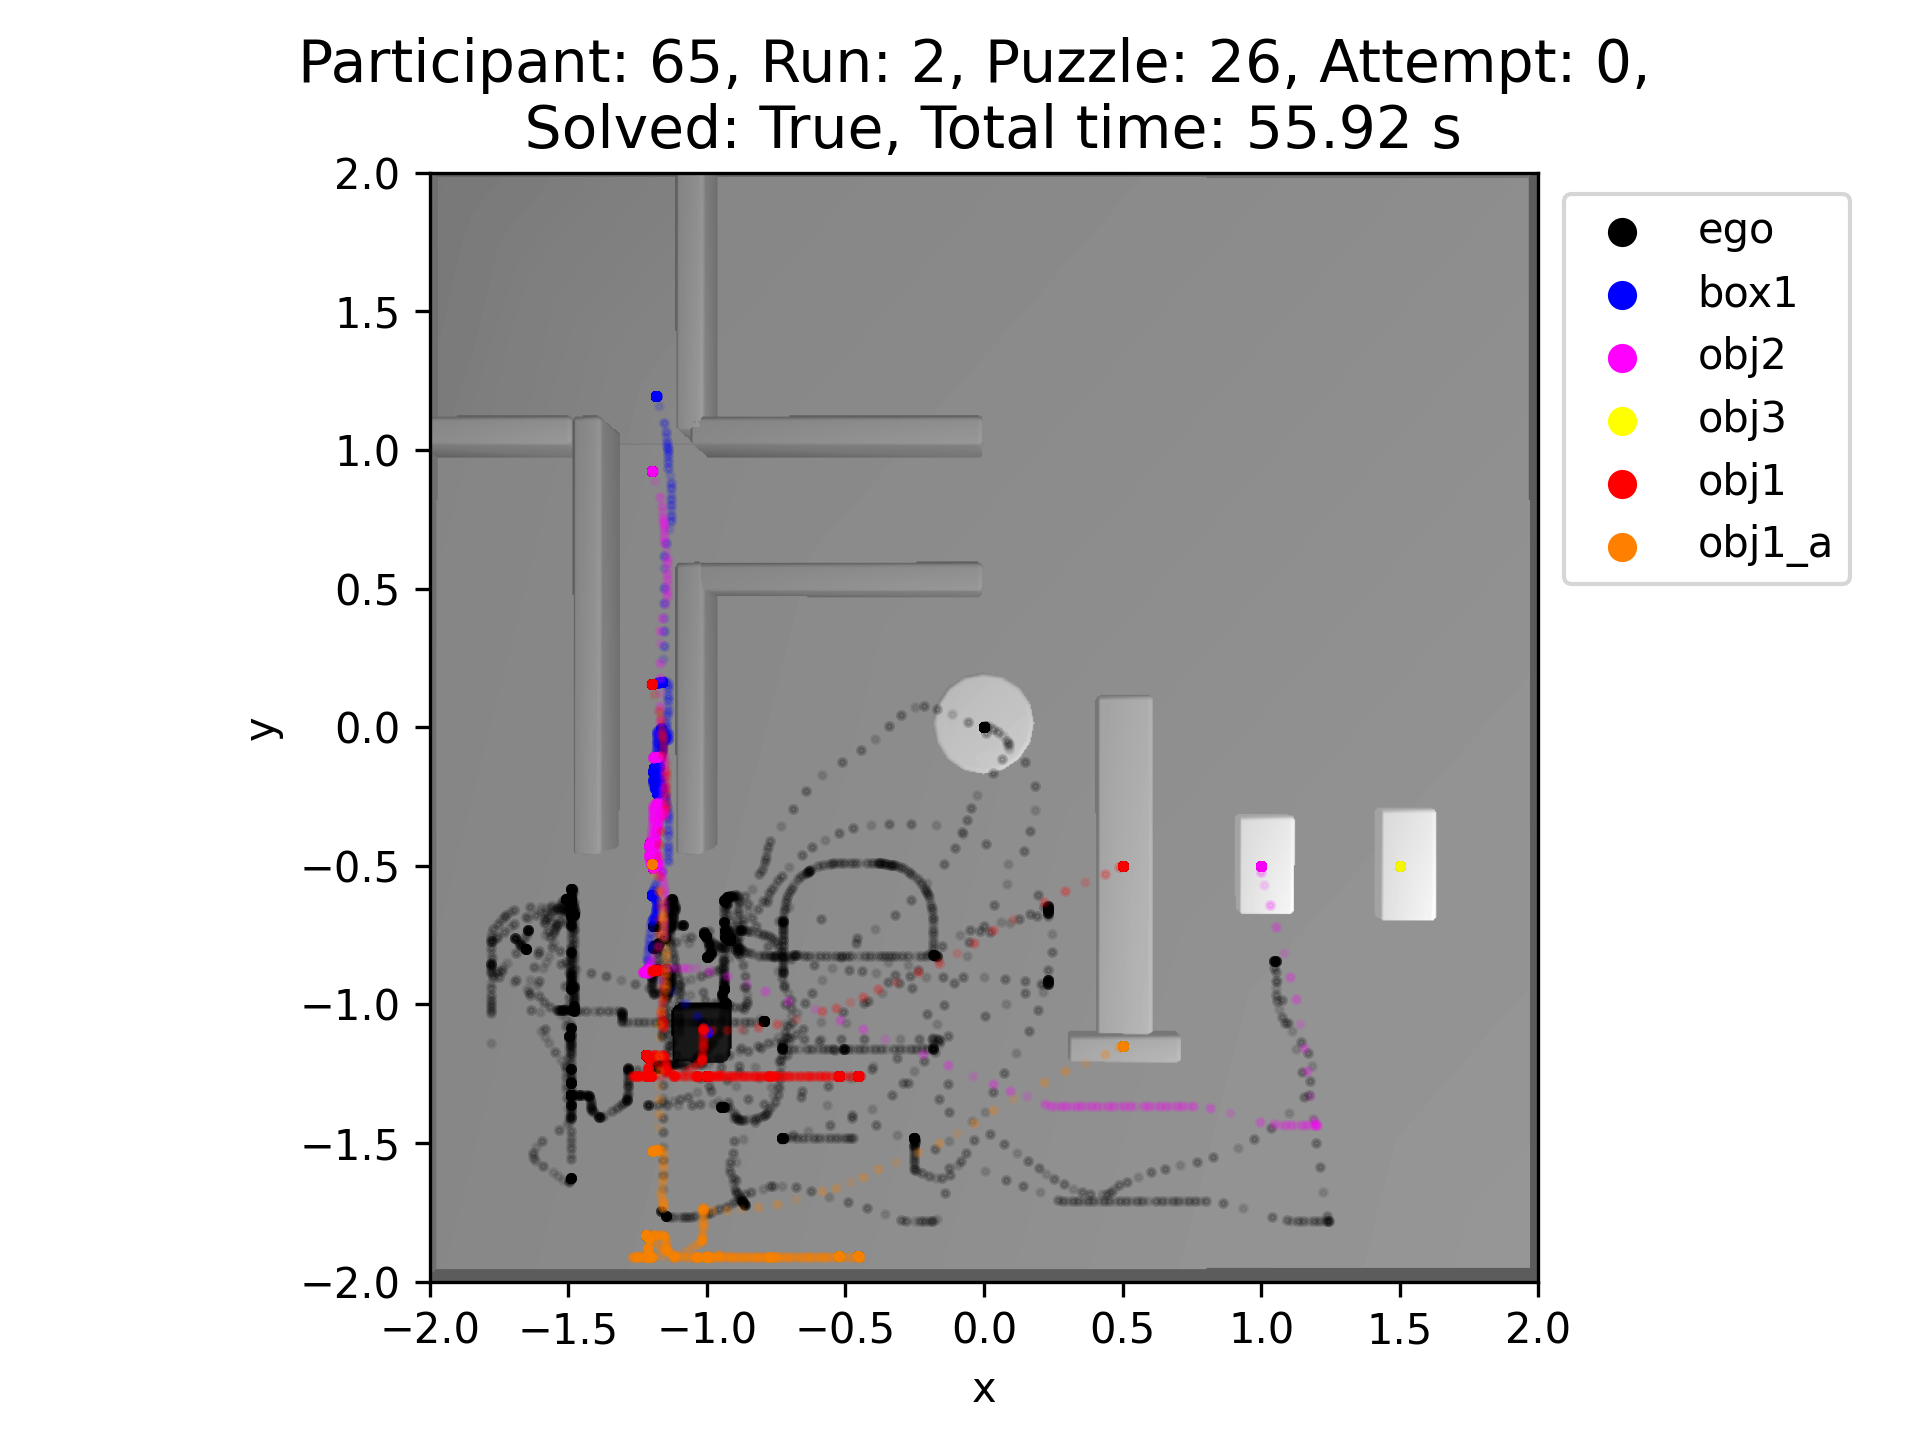 Participant: 65, Run: 2, Puzzle: 26, Attempt: 0,
Solved: True, Total time: 55.92 s
2.0
1.5
1.0
0.5
0.0
−0.5
−1.0
−1.5
−2.0
y
−2.0 −1.5 −1.0 −0.5 0.0 0.5 1.0 1.5 2.0
x
ego
box1
obj2
obj3
obj1
obj1_a